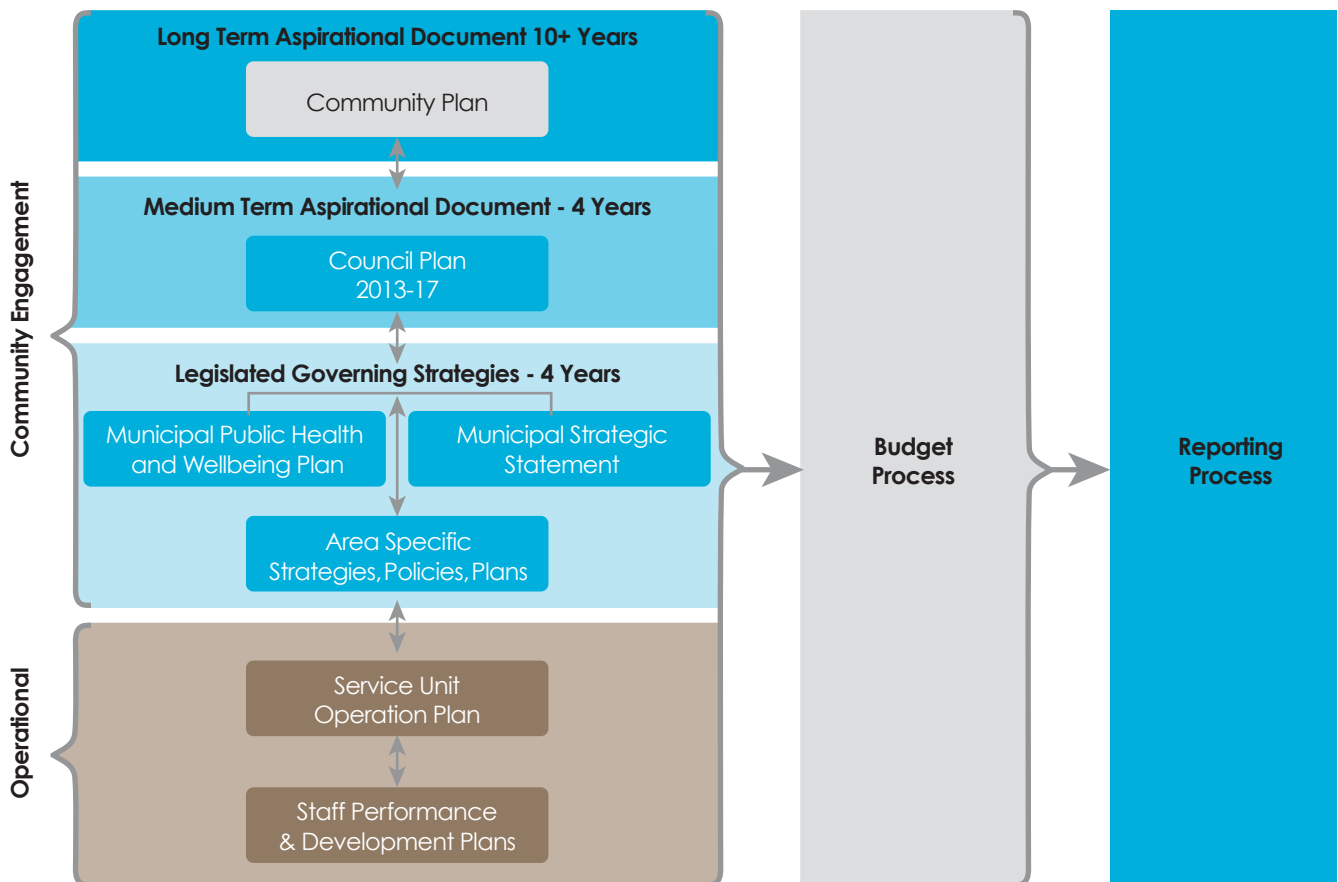 Long Term Aspirational Document 10+ Years
Community Plan
Medium Term Aspirational Document - 4 Years
Council Plan
2013-17
Community Engagement
Legislated Governing Strategies - 4 Years
Municipal Public Health
and Wellbeing Plan
Municipal Strategic
Statement
Area Specific
Strategies, Policies, Plans
Operational
Service Unit
Operation Plan
Staff Performance
& Development Plans
Budget
Process
Reporting
Process